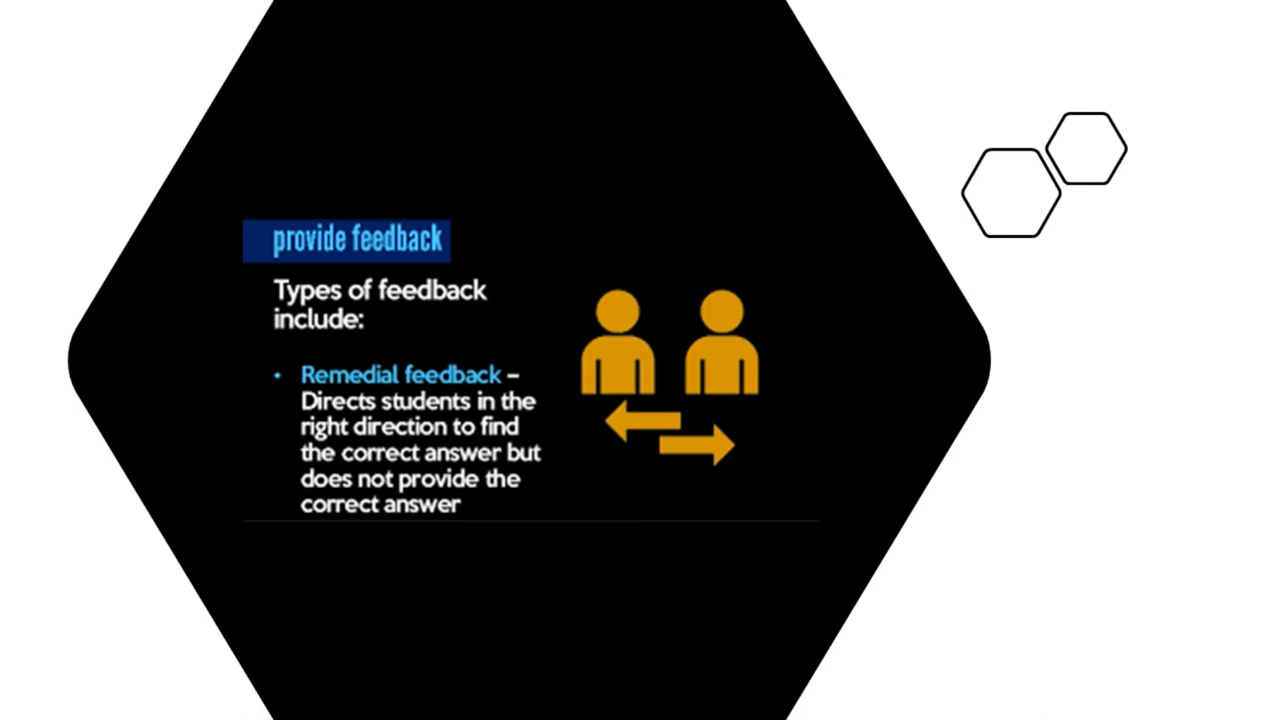 provide feedback
Types of feedback
include:
• Remedial feedback –
Directs students in the
right direction to find
the correct answer but
does not provide the
correct answer